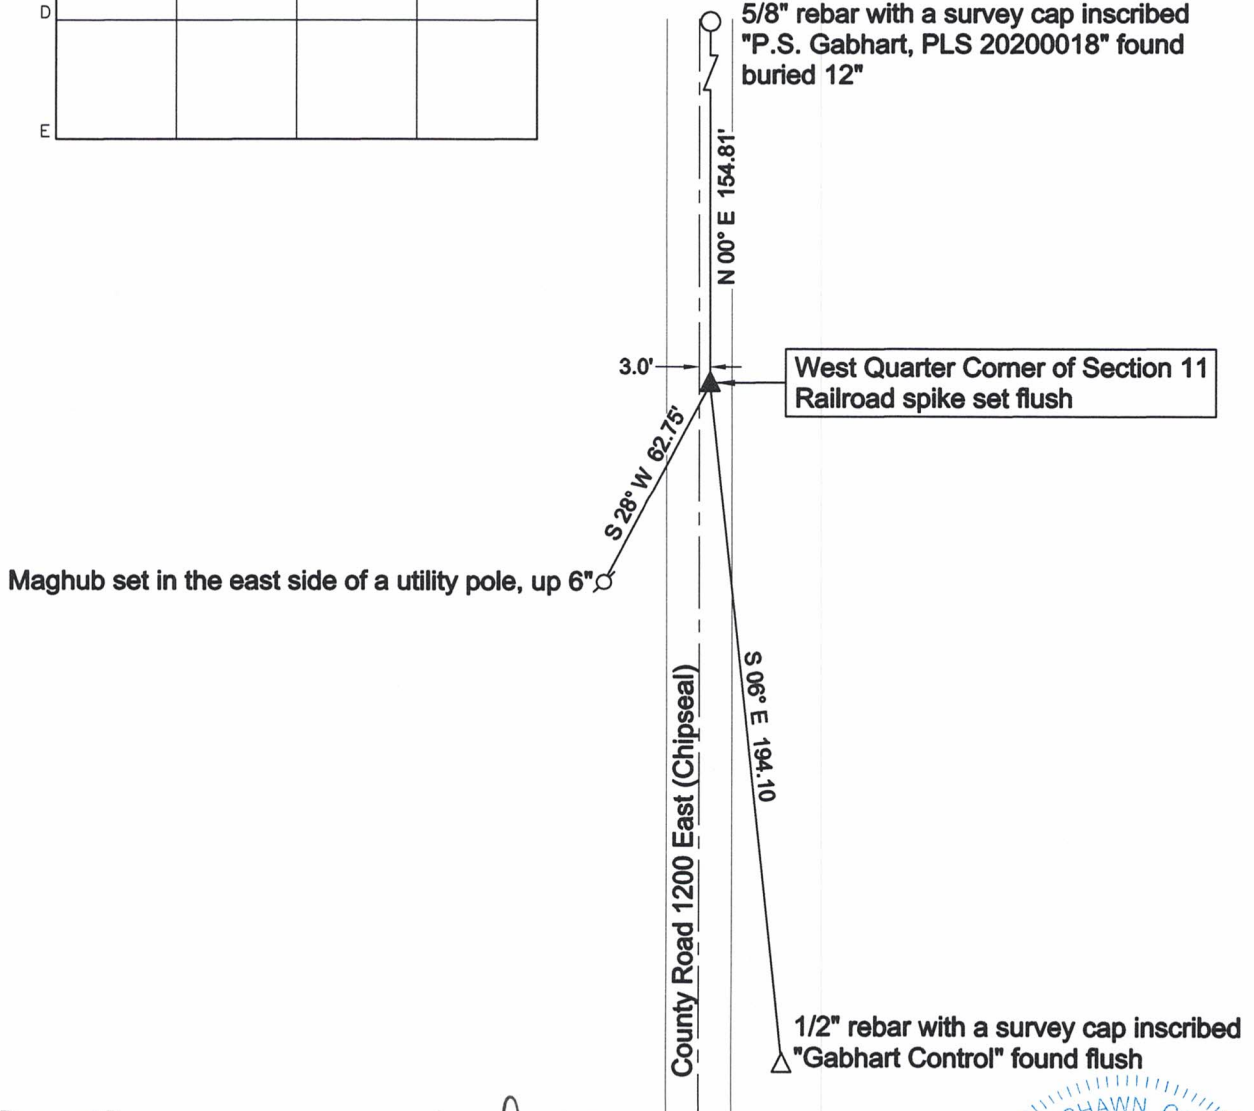 D
5/8" rebar with a survey cap inscribed
"P.S. Gabhart, PLS 20200018" found
buried 12"
E
N 00° E 154.81'
3.0'
West Quarter Corner of Section 11
Railroad spike set flush
S 28° W 62.75'
Maghub set in the east side of a utility pole, up 6"
S 06° E 194.10
County Road 1200 East (Chipseal)
1/2" rebar with a survey cap inscribed
"Gabhart Control" found flush
SHAWN